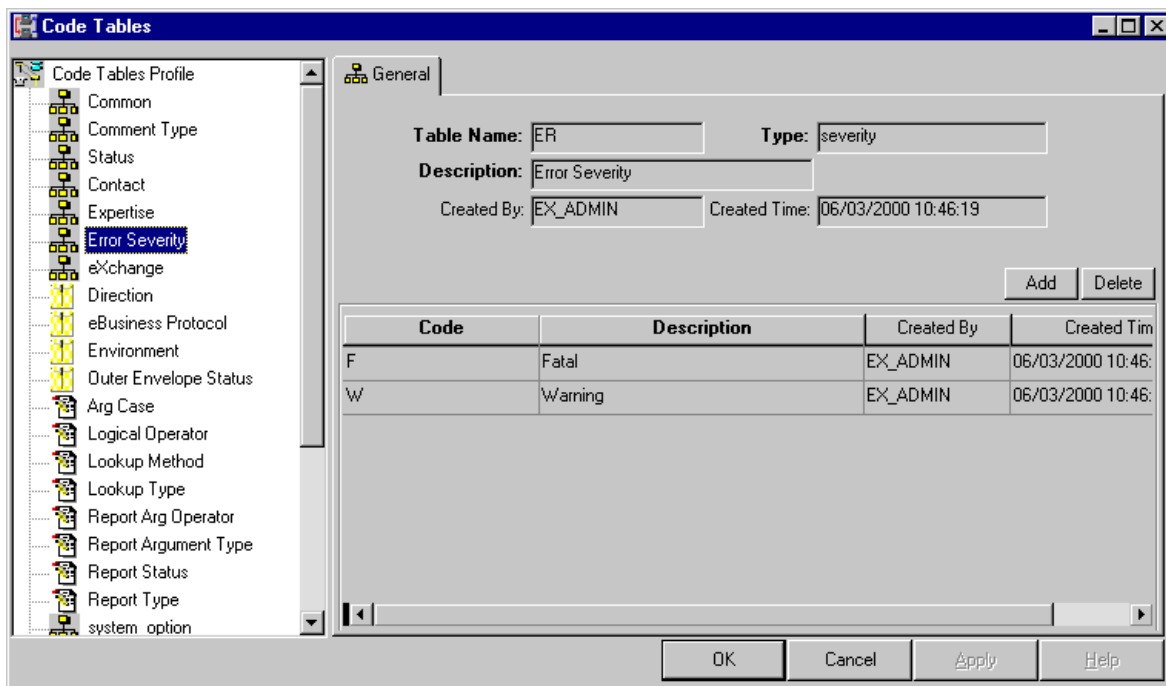 Code Tables
Code Tables Profile
Common
Comment Type
Status
Contact
Expertise
Error Severity
eXchange
Direction
eBusiness Protocol
Environment
Outer Envelope Status
Arg Case
Logical Operator
Lookup Method
Lookup Type
Report Arg Operator
Report Argument Type
Report Status
Report Type
system_option
General
Table Name: ER Type: severity
Description: Error Severity
Created By: EX_ADMIN Created Time: 06/03/2000 10:46:19
Add Delete
Code Description Created By Created Tim
F Fatal EX_ADMIN 06/03/2000 10:46:
W Warning EX_ADMIN 06/03/2000 10:46:
OK Cancel Apply Help